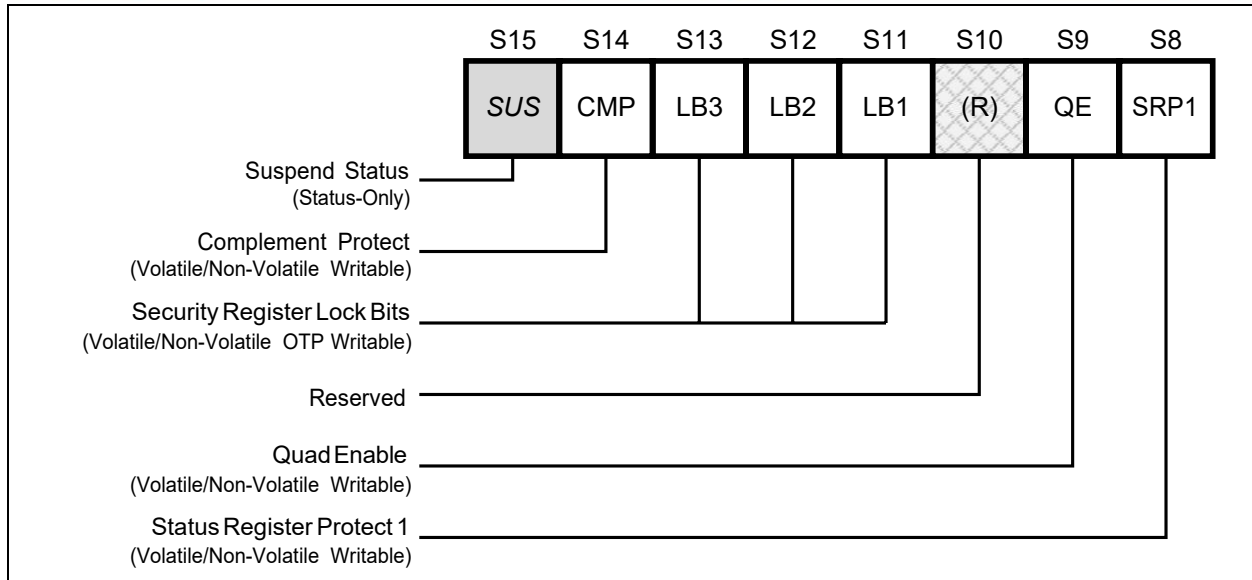 S15 S14 S13 S12 S11 S10 S9 S8
SUS CMP LB3 LB2 LB1 (R) QE SRP1
Suspend Status
(Status-Only)
Complement Protect
(Volatile/Non-Volatile Writable)
Security Register Lock Bits
(Volatile/Non-Volatile OTP Writable)
Reserved
Quad Enable
(Volatile/Non-Volatile Writable)
Status Register Protect 1
(Volatile/Non-Volatile Writable)